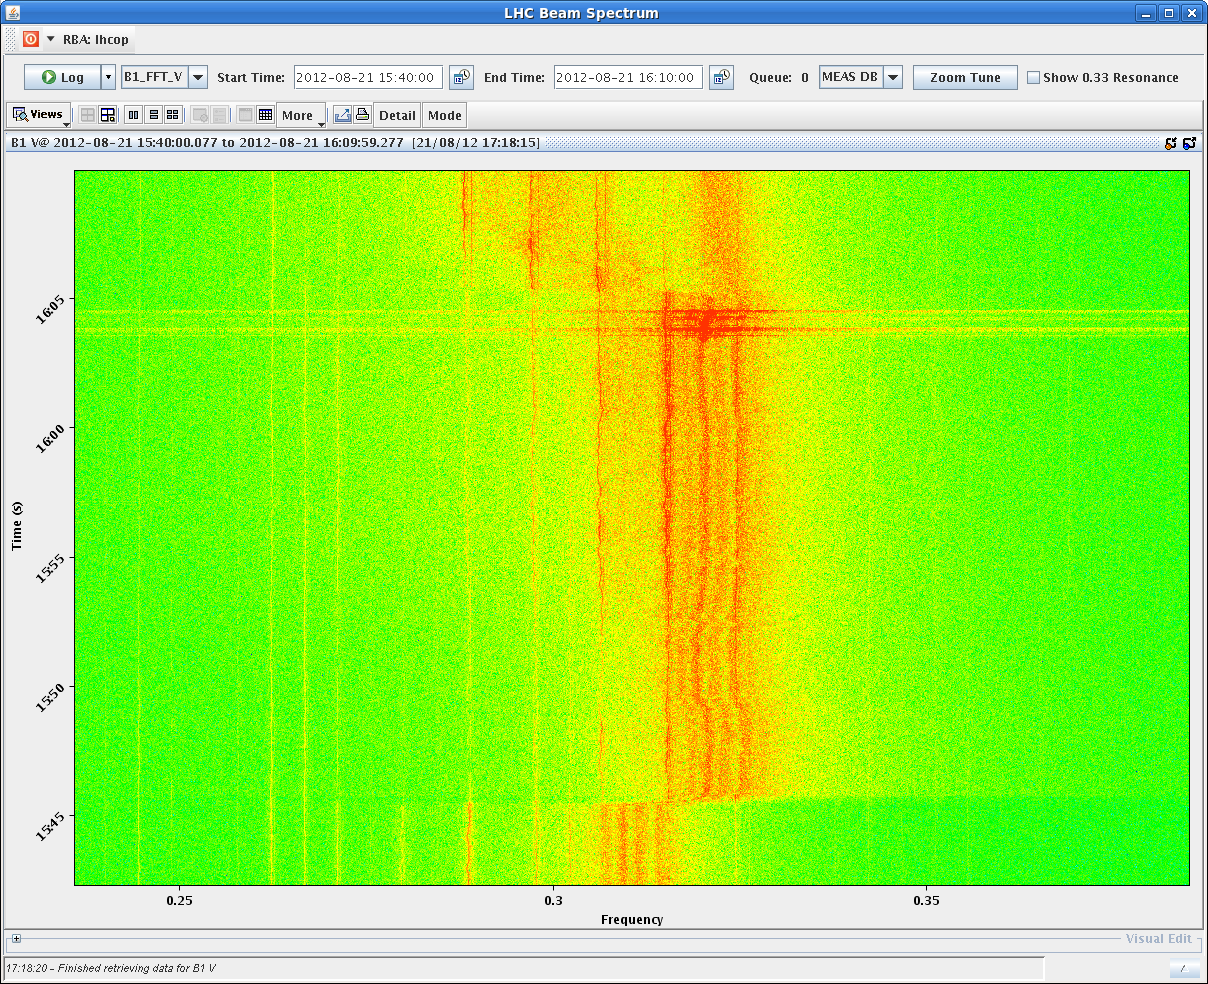 LHC Beam Spectrum
RBA: lhcop
Log B1_FFT_V Start Time: 2012-08-21 15:40:00 End Time: 2012-08-21 16:10:00 Queue: 0 MEAS DB Zoom Tune Show 0.33 Resonance
Views More Detail Mode
B1 V@ 2012-08-21 15:40:00.077 to 2012-08-21 16:09:59.277 [21/08/12 17:18:15]
16:05
16:00
Time (s)
15:55
15:50
15:45
0.25 0.3 0.35
Frequency
Visual Edit
17:18:20 - Finished retrieving data for B1 V